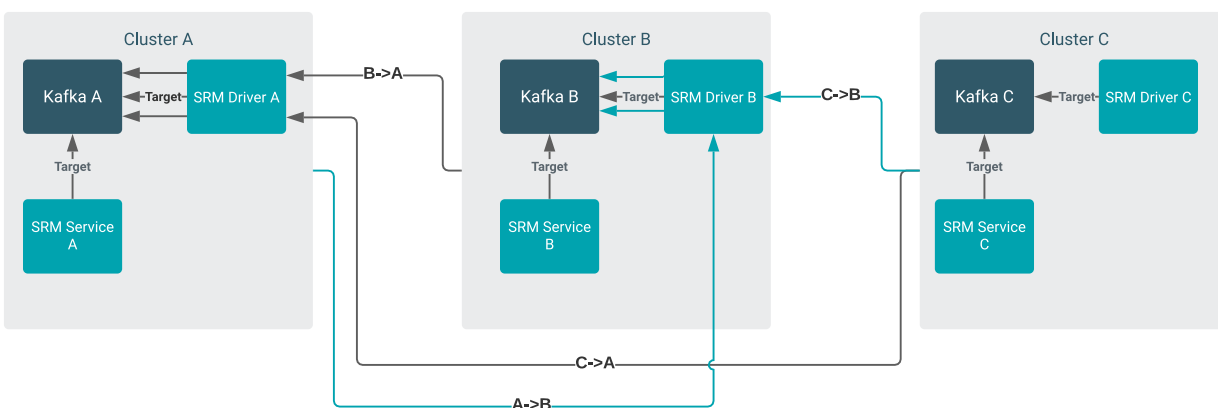 Cluster A
Kafka A
Target
SRM Driver A
Target
SRM Service
A
B->A
Cluster B
Kafka B
Target
SRM Driver B
Target
SRM Service
B
C->B
Cluster C
Kafka C
Target
SRM Driver C
Target
SRM Service
C
C->A
A->B